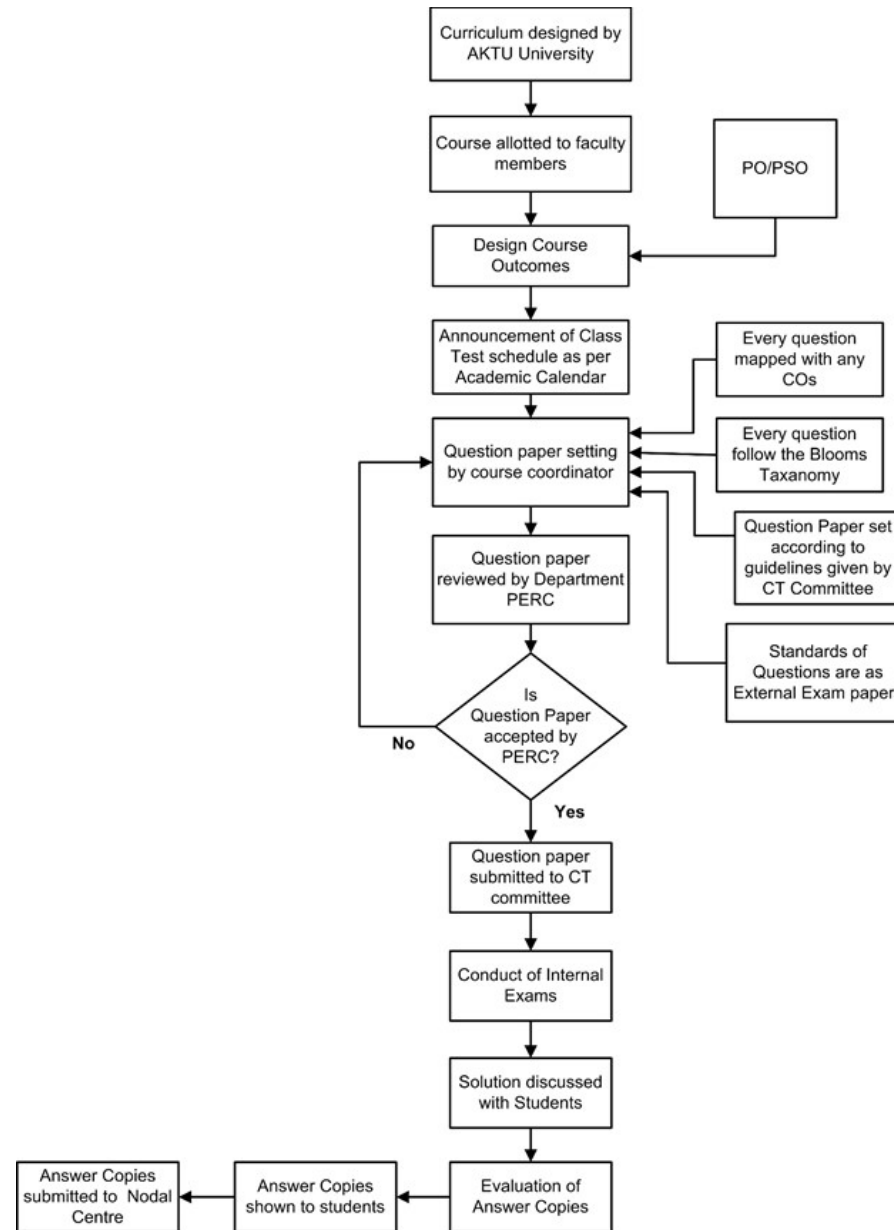 Curriculum designed by
AKTU University
Course allotted to faculty
members
PO/PSO
Design Course
Outcomes
Announcement of Class
Test schedule as per
Academic Calendar
Every question
mapped with any
COs
Question paper setting
by course coordinator
Every question
follow the Blooms
Taxanomy
Question Paper set
according to
guidelines given by
CT Committee
Question paper
reviewed by Department
PERC
Standards of
Questions are as
External Exam paper
Is
Question Paper
accepted by
PERC?
No
Yes
Question paper
submitted to CT
committee
Conduct of Internal
Exams
Solution discussed
with Students
Evaluation of
Answer Copies
Answer Copies
shown to students
Answer Copies
submitted to Nodal
Centre